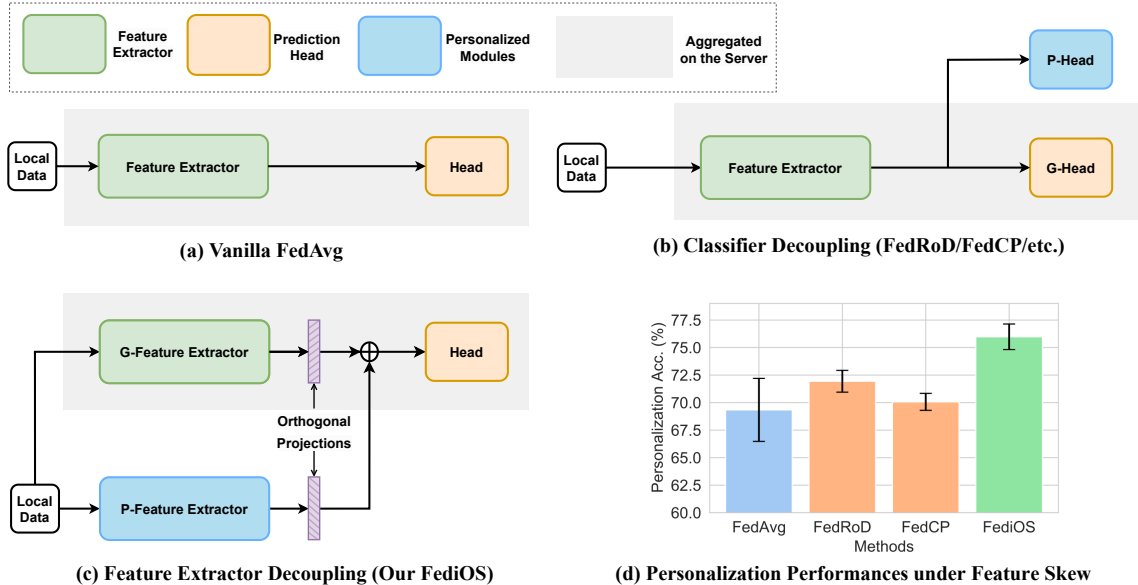 Feature
Extractor
Prediction
Head
Personalized
Modules
Aggregated
on the Server
Local
Data
Feature Extractor
Head
(a) Vanilla FedAvg
Local
Data
Feature Extractor
P-Head
G-Head
(b) Classifier Decoupling (FedRoD/FedCP/etc.)
G-Feature Extractor
Head
Orthogonal
Projections
Local
Data
P-Feature Extractor
(c) Feature Extractor Decoupling (Our FediOS)
Personalization Acc. (%)
77.5
75.0
72.5
70.0
67.5
65.0
62.5
60.0
FedAvg FedRoD FedCP FediOS
Methods
(d) Personalization Performances under Feature Skew